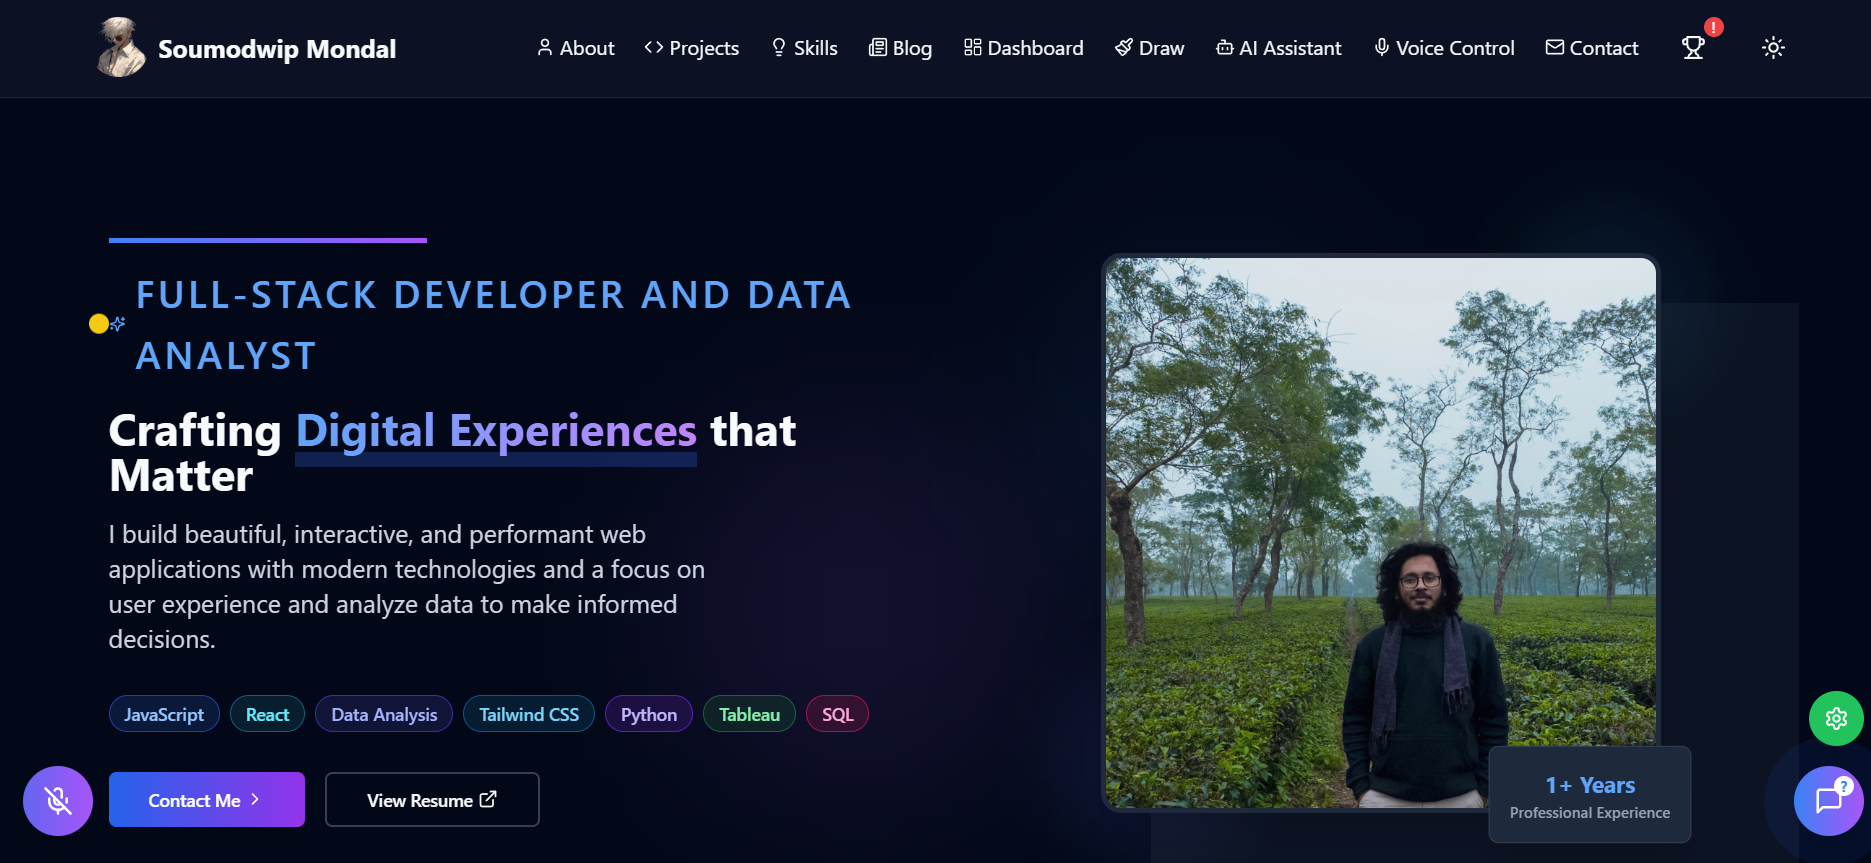 Soumodwip Mondal
About
Projects
Skills
Blog
Dashboard
Draw
AI Assistant
Voice Control
Contact
!
FULL-STACK DEVELOPER AND DATA
ANALYST
Crafting Digital Experiences that
Matter
I build beautiful, interactive, and performant web
applications with modern technologies and a focus on
user experience and analyze data to make informed
decisions.
JavaScript
React
Data Analysis
Tailwind CSS
Python
Tableau
SQL
Contact Me
View Resume
1+ Years
Professional Experience
?